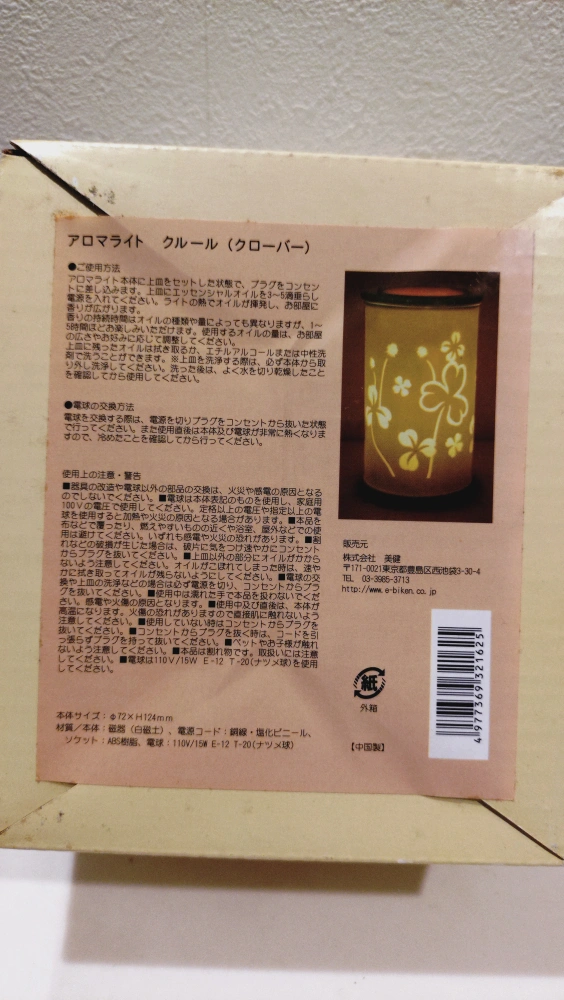 アロマライト　クルール（クローバー）
●ご使用方法
アロマライト本体に上皿をセットした状態で、プラグをコンセン
トに差し込みます。上皿にエッセンシャルオイルを3〜5滴垂らし
電源を入れてください。ライトの熱でオイルが揮発し、お部屋に
香りが広がります。
香りの持続時間はオイルの種類や量によっても異なりますが、1〜
5時間ほどお楽しみいただけます。使用するオイルの量は、お部屋
の広さやお好みに応じて調整してください。
上皿に残ったオイルは拭き取るか、エチルアルコールまたは中性洗
剤で洗うことができます。※上皿を洗浄する際は、必ず本体から取
り外し洗浄してください。洗った後は、よく水を切り乾燥したこと
を確認してから使用してください。
●電球の交換方法
電球を交換する際は、電源を切りプラグをコンセントから抜いた状態
で行ってください。また使用直後は本体及び電球が非常に熱くなりま
すので、冷めたことを確認してから行ってください。
使用上の注意・警告
■器具の改造や電球以外の部品の交換は、火災や感電の原因となる
のでしないでください。■電球は本体表記のものを使用し、家庭用
100Ｖの電圧で使用してください。定格以上の電圧や指定以上の電
球を使用すると加熱や火災の原因となる場合があります。■本品を
布などで覆ったり、燃えやすいものの近くや浴室、屋外などでの使
用は避けてください。いずれも感電や火災の恐れがあります。■割
れなどの破損が生じた場合は、破片に気をつけ速やかにコンセント
からプラグを抜いてください。■上皿以外の部分にオイルがかから
ないよう注意してください。オイルがこぼれてしまった時は、速や
かに拭き取ってオイルが残らないようにしてください。■電球の交
換や上皿の洗浄などの場合は必ず電源を切り、コンセントからプラ
グを抜いてください。■使用中は濡れた手で本品を扱わないでくだ
さい。感電や火傷の原因となります。■使用中及び直後は、本体が
高温になります。火傷の恐れがありますので直接肌に触れないよう
注意してください。■使用していない時はコンセントからプラグを
抜いてください。■コンセントからプラグを抜く時は、コードを引
っ張らずプラグを持って抜いてください。■ペットやお子様が触れ
ないよう注意してください。■本品は割れ物です。取扱いには注意
してください。■電球は110Ｖ/15W E-12 T-20(ナツメ球)を使用
してください。
本体サイズ：φ72×H124mm
材質／本体：磁器（白磁土）、電源コード：銅線・塩化ビニール、
ソケット：ABS樹脂、電球：110V/15W E-12 T-20(ナツメ球)
販売元
株式会社　美健
〒171-0021東京都豊島区西池袋3-30-4
TEL 03-3985-3713
http://www.e-biken.co.jp
紙
外箱
【中国製】
4 977369 321625